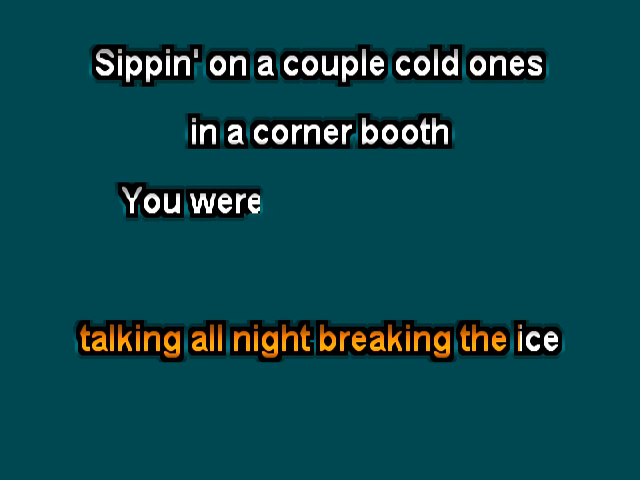 Sippin' on a couple cold ones
in a corner booth
You were
talking all night breaking the ice